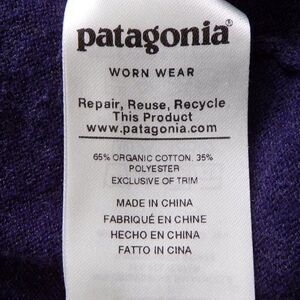 patagonia®
WORN WEAR
Repair, Reuse, Recycle
This Product
www.patagonia.com
65% ORGANIC COTTON, 35%
POLYESTER
EXCLUSIVE OF TRIM
MADE IN CHINA
FABRIQUÉ EN CHINE
HECHO EN CHINA
FATTO IN CINA